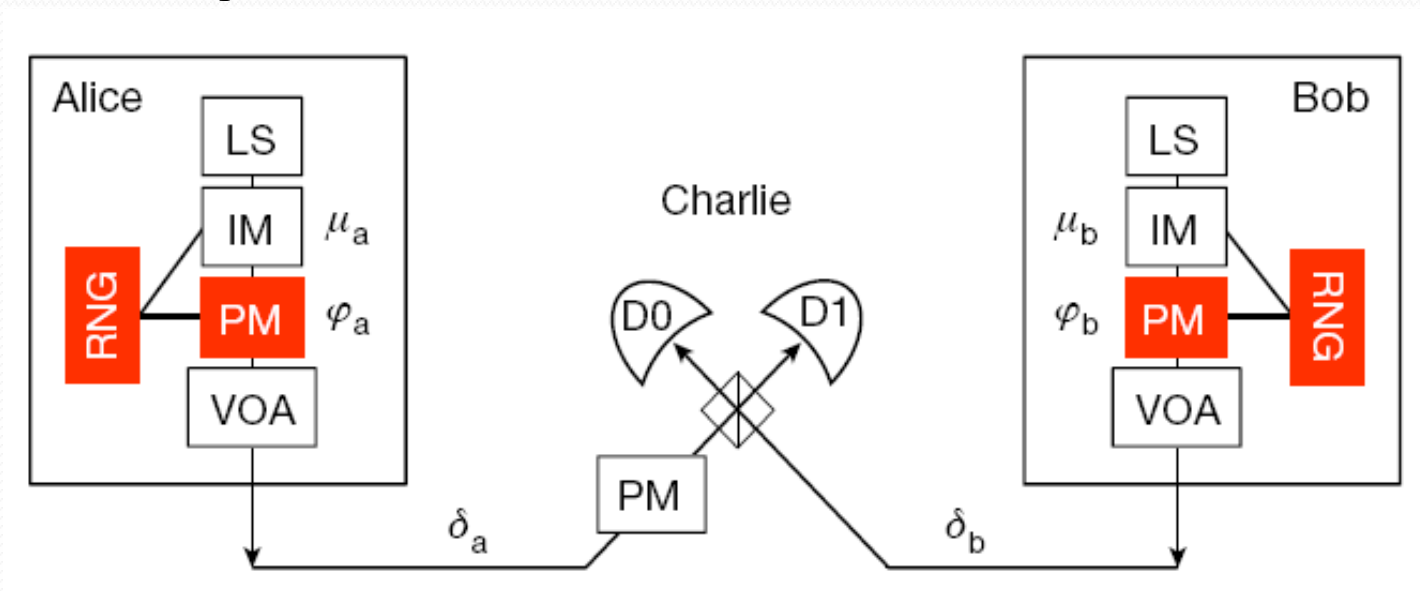 Alice
LS
IM
μa
RNG
PM
φa
VOA
δa
Charlie
D0
D1
PM
δb
Bob
LS
μb
IM
RNG
φb
PM
VOA